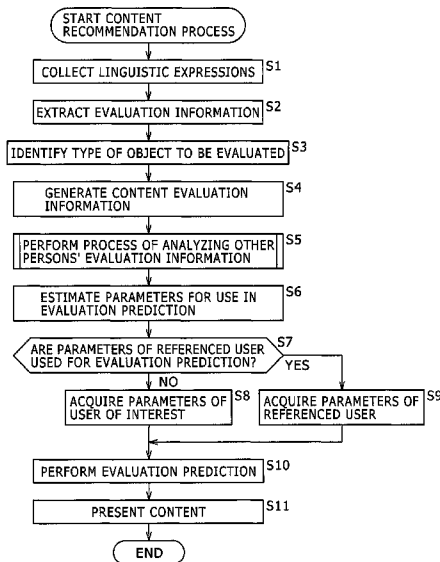 START CONTENT
RECOMMENDATION PROCESS
S1
COLLECT LINGUISTIC EXPRESSIONS
S2
EXTRACT EVALUATION INFORMATION
S3
IDENTIFY TYPE OF OBJECT TO BE EVALUATED
S4
GENERATE CONTENT EVALUATION
INFORMATION
S5
PERFORM PROCESS OF ANALYZING OTHER
PERSONS' EVALUATION INFORMATION
S6
ESTIMATE PARAMETERS FOR USE IN
EVALUATION PREDICTION
S7
ARE PARAMETERS OF REFERENCED USER
USED FOR EVALUATION PREDICTION?
YES
NO
S8
ACQUIRE PARAMETERS OF
USER OF INTEREST
S9
ACQUIRE PARAMETERS OF
REFERENCED USER
S10
PERFORM EVALUATION PREDICTION
S11
PRESENT CONTENT
END